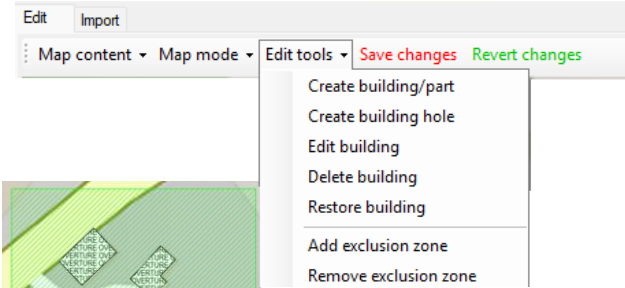 Edit Import
Map content Map mode Edit tools Save changes Revert changes
Create building/part
Create building hole
Edit building
Delete building
Restore building
Add exclusion zone
Remove exclusion zone